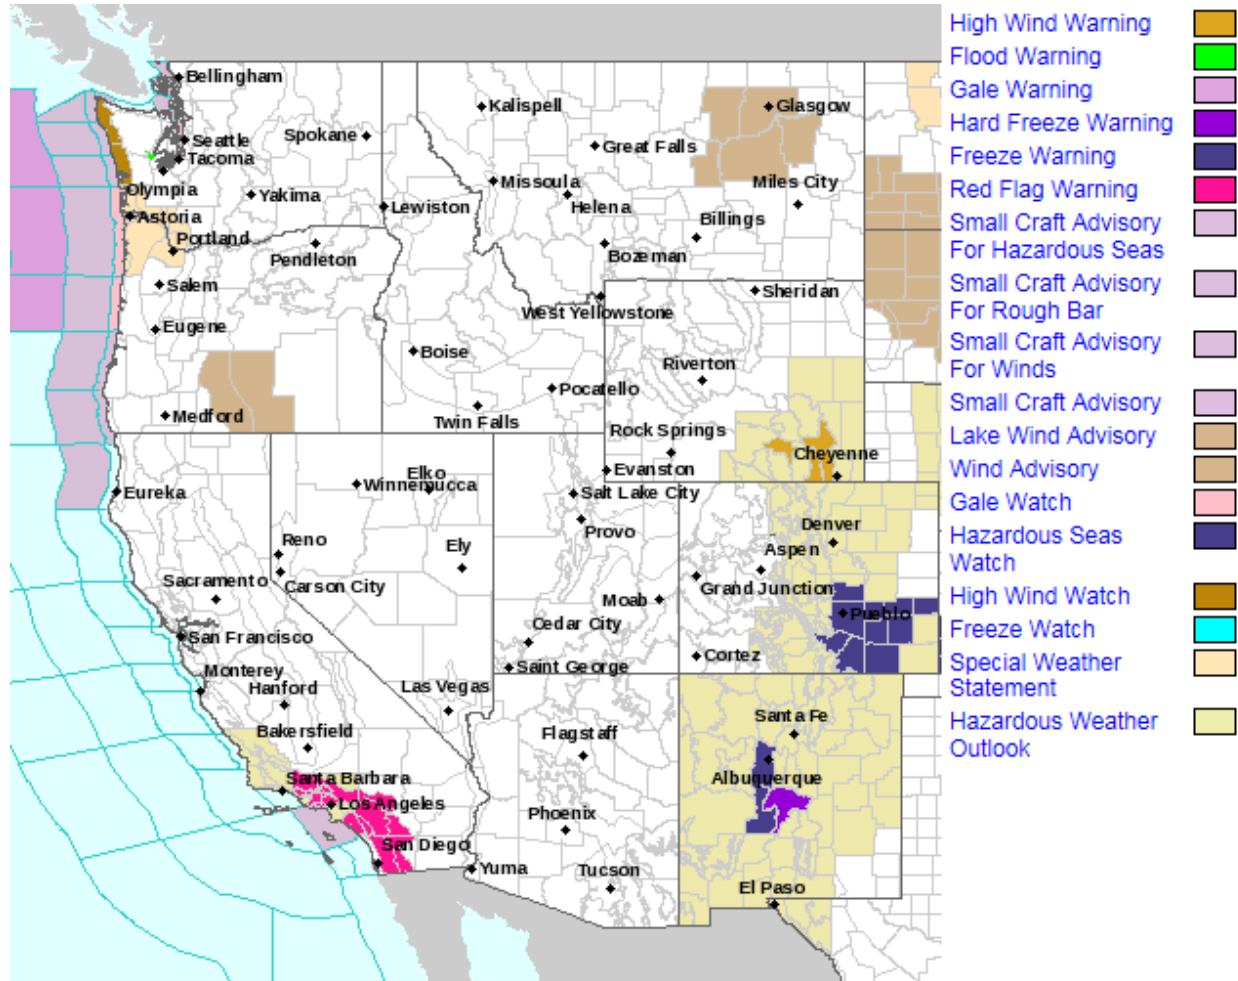 High Wind Warning
Flood Warning
Gale Warning
Hard Freeze Warning
Freeze Warning
Red Flag Warning
Small Craft Advisory
For Hazardous Seas
Small Craft Advisory
For Rough Bar
Small Craft Advisory
For Winds
Small Craft Advisory
Lake Wind Advisory
Wind Advisory
Gale Watch
Hazardous Seas
Watch
High Wind Watch
Freeze Watch
Special Weather
Statement
Hazardous Weather
Outlook
Bellingham
Kalispell
Glasgow
Seattle
Spokane
Great Falls
Tacoma
Missoula
Miles City
Olympia
Yakima
Lewiston
Helena
Astoria
Billings
Portland
Pendleton
Bozeman
Salem
Sheridan
West Yellowstone
Eugene
Boise
Riverton
Pocatello
Medford
Twin Falls
Rock Springs
Cheyenne
Elko
Evanston
Winnemucca
Eureka
Salt Lake City
Provo
Denver
Reno
Ely
Aspen
Sacramento
Carson City
Grand Junction
Moab
Pueblo
Cedar City
San Francisco
Cortez
Saint George
Monterey
Hanford
Las Vegas
Santa Fe
Bakersfield
Flagstaff
Santa Barbara
Albuquerque
Los Angeles
Phoenix
San Diego
Yuma
Tucson
El Paso